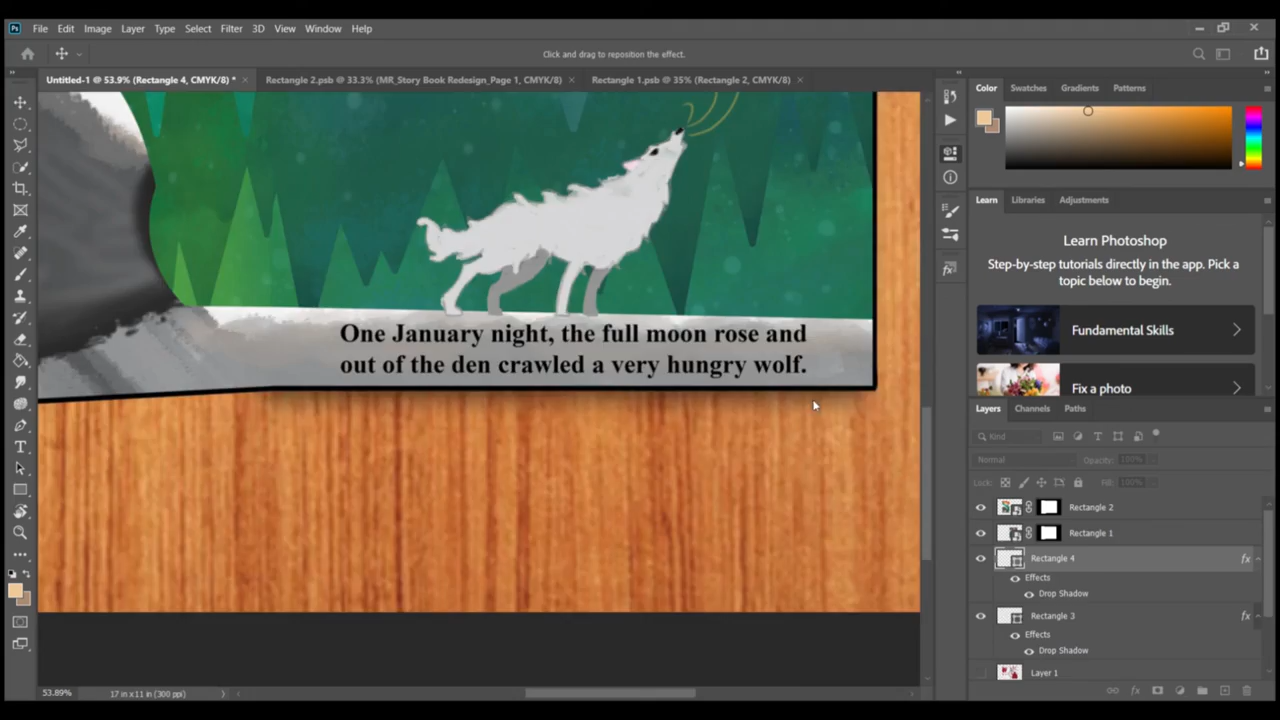 Ps File Edit Image Layer Type Select Filter 3D View Window Help
Click and drag to reposition the effect.
Untitled-1 @ 53.9% (Rectangle 4, CMYK/8) * Rectangle 2.psb @ 33.3% (MR_Story Book Redesign_Page 1, CMYK/8) Rectangle 1.psb @ 35% (Rectangle 2, CMYK/8)
Color Swatches Gradients Patterns
Learn Libraries Adjustments
Learn Photoshop
Step-by-step tutorials directly in the app. Pick a
topic below to begin.
Fundamental Skills
Fix a photo
One January night, the full moon rose and
out of the den crawled a very hungry wolf.
Layers Channels Paths
Kind
Normal Opacity: 100%
Lock: Fill: 100%
Rectangle 2
Rectangle 1
Rectangle 4 fx
Effects
Drop Shadow
Rectangle 3 fx
Effects
Drop Shadow
Layer 1
53.89% 17 in x 11 in (300 ppi)